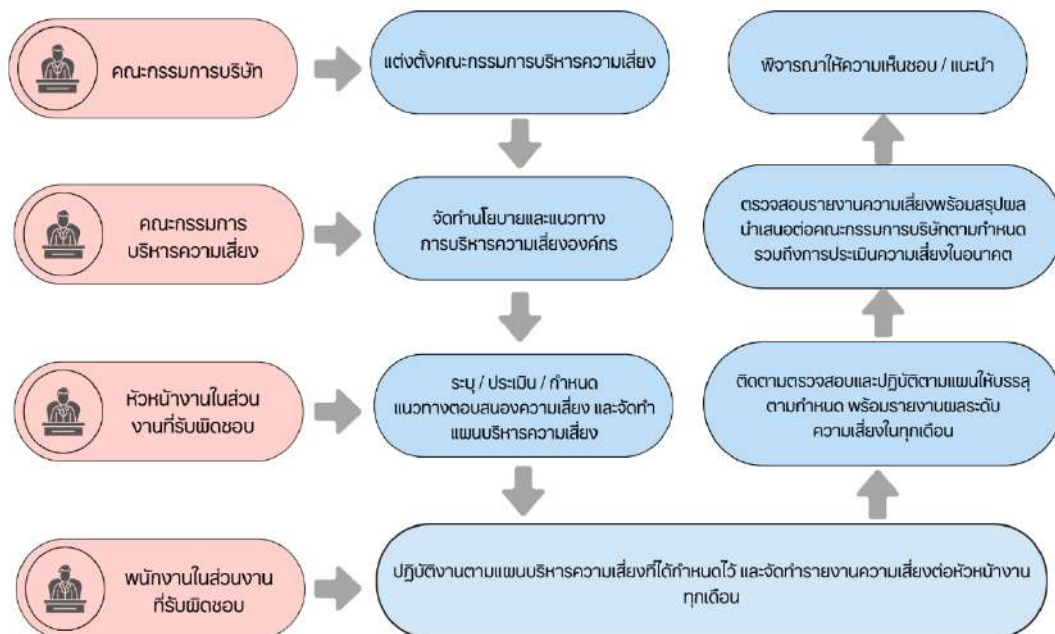 คณะกรรมการบริษัท
แต่งตั้งคณะกรรมการบริหารความเสี่ยง
พิจารณาให้ความเห็นชอบ / แนะนำ
คณะกรรมการ
บริหารความเสี่ยง
จัดทำนโยบายและแนวทาง
การบริหารความเสี่ยงองค์กร
ตรวจสอบรายงานความเสี่ยงพร้อมสรุปผล
นำเสนอต่อคณะกรรมการบริษัทตามกำหนด
รวมถึงการประเมินความเสี่ยงในอนาคต
หัวหน้างานในส่วน
งานที่รับผิดชอบ
ระบุ / ประเมิน / กำหนด
แนวทางตอบสนองความเสี่ยง และจัดทำ
แผนบริหารความเสี่ยง
ติดตามตรวจสอบและปฏิบัติตามแผนให้บรรลุ
ตามกำหนด พร้อมรายงานผลระดับ
ความเสี่ยงในทุกเดือน
พนักงานในส่วนงาน
ที่รับผิดชอบ
ปฏิบัติงานตามแผนบริหารความเสี่ยงที่ได้กำหนดไว้ และจัดทำรายงานความเสี่ยงต่อหัวหน้างาน
ทุกเดือน